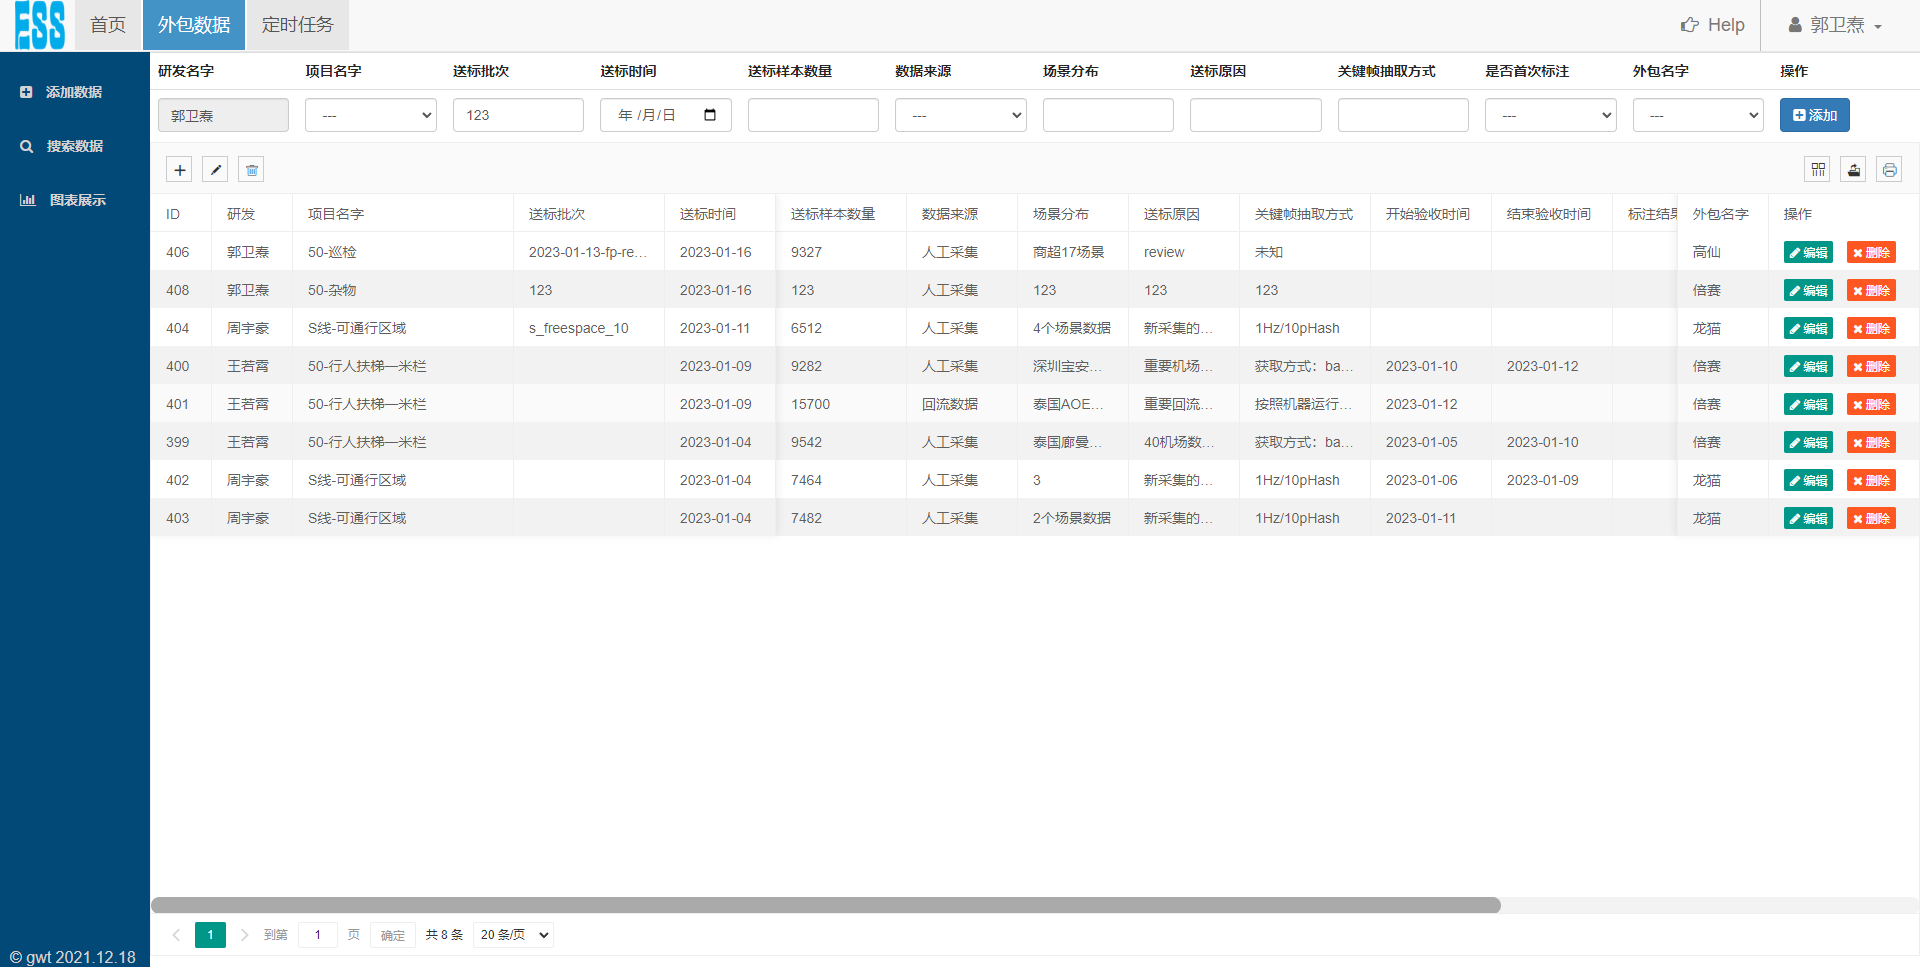 ESS 首页 外包数据 定时任务 Help 郭卫焘
添加数据
搜索数据
图表展示
研发名字 项目名字 送标批次 送标时间 送标样本数量 数据来源 场景分布 送标原因 关键帧抽取方式 是否首次标注 外包名字 操作
郭卫焘 --- 123 年 /月/日 --- --- --- 添加
ID 研发 项目名字 送标批次 送标时间 送标样本数量 数据来源 场景分布 送标原因 关键帧抽取方式 开始验收时间 结束验收时间 标注结果 外包名字 操作
406 郭卫焘 50-巡检 2023-01-13-fp-re... 2023-01-16 9327 人工采集 商超17场景 review 未知 高仙 编辑 删除
408 郭卫焘 50-杂物 123 2023-01-16 123 人工采集 123 123 123 倍赛 编辑 删除
404 周宇豪 S线-可通行区域 s_freespace_10 2023-01-11 6512 人工采集 4个场景数据 新采集的... 1Hz/10pHash 龙猫 编辑 删除
400 王若霄 50-行人扶梯一米栏 2023-01-09 9282 人工采集 深圳宝安... 重要机场... 获取方式：ba... 2023-01-10 2023-01-12 倍赛 编辑 删除
401 王若霄 50-行人扶梯一米栏 2023-01-09 15700 回流数据 泰国AOE... 重要回流... 按照机器运行... 2023-01-12 倍赛 编辑 删除
399 王若霄 50-行人扶梯一米栏 2023-01-04 9542 人工采集 泰国廊曼... 40机场数... 获取方式：ba... 2023-01-05 2023-01-10 倍赛 编辑 删除
402 周宇豪 S线-可通行区域 2023-01-04 7464 人工采集 3 新采集的... 1Hz/10pHash 2023-01-06 2023-01-09 龙猫 编辑 删除
403 周宇豪 S线-可通行区域 2023-01-04 7482 人工采集 2个场景数据 新采集的... 1Hz/10pHash 2023-01-11 龙猫 编辑 删除
1 到第 1 页 确定 共 8 条 20 条/页
© gwt 2021.12.18